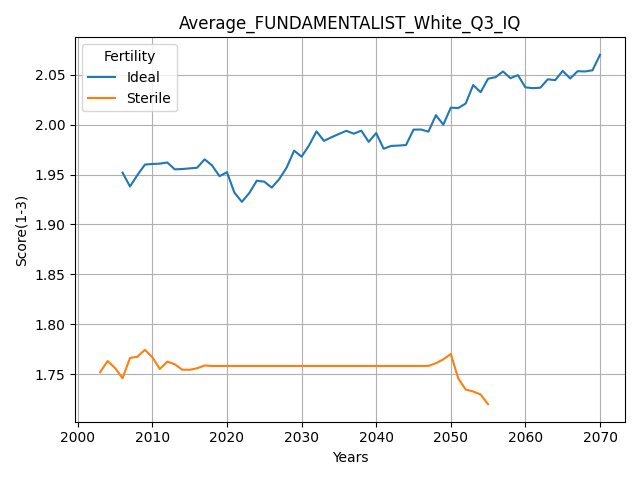 Average_FUNDAMENTALIST_White_Q3_IQ
Fertility
Ideal
Sterile
Score(1-3)
2.05
2.00
1.95
1.90
1.85
1.80
1.75
2000 2010 2020 2030 2040 2050 2060 2070
Years